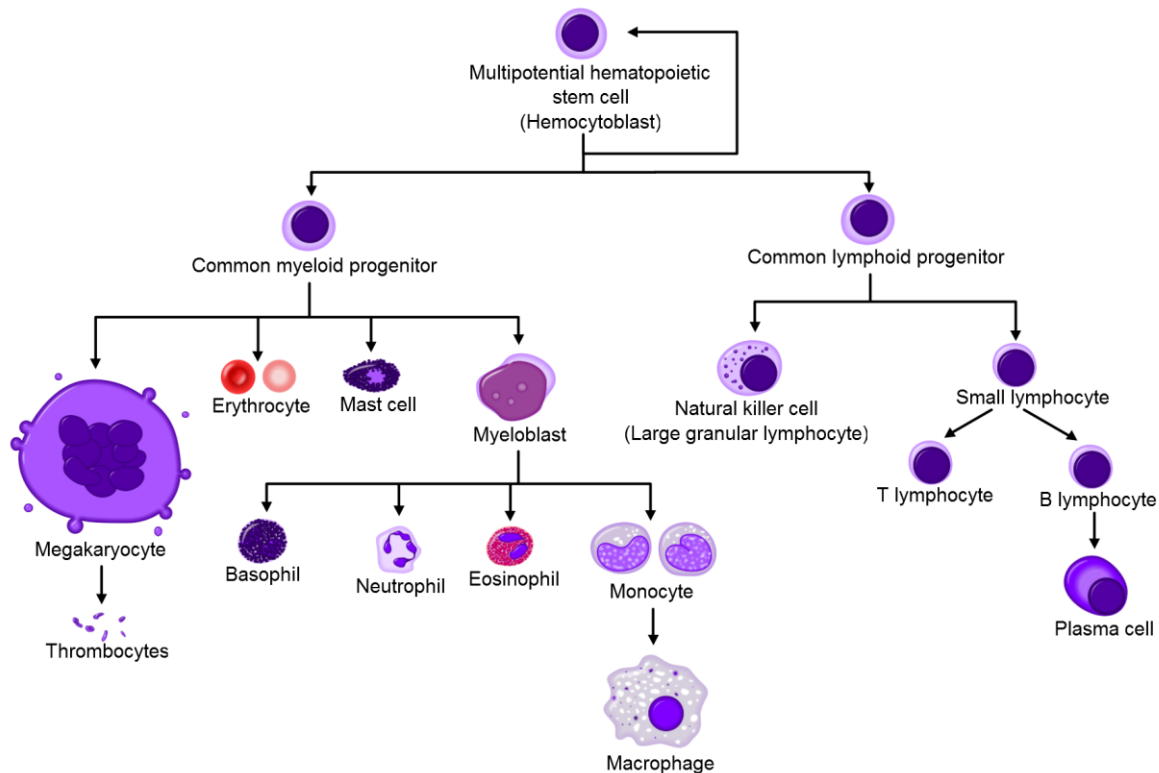 Multipotential hematopoietic
stem cell
(Hemocytoblast)
Common myeloid progenitor
Common lymphoid progenitor
Erythrocyte
Mast cell
Myeloblast
Natural killer cell
(Large granular lymphocyte)
Small lymphocyte
T lymphocyte
B lymphocyte
Megakaryocyte
Basophil
Neutrophil
Eosinophil
Monocyte
Plasma cell
Thrombocytes
Macrophage